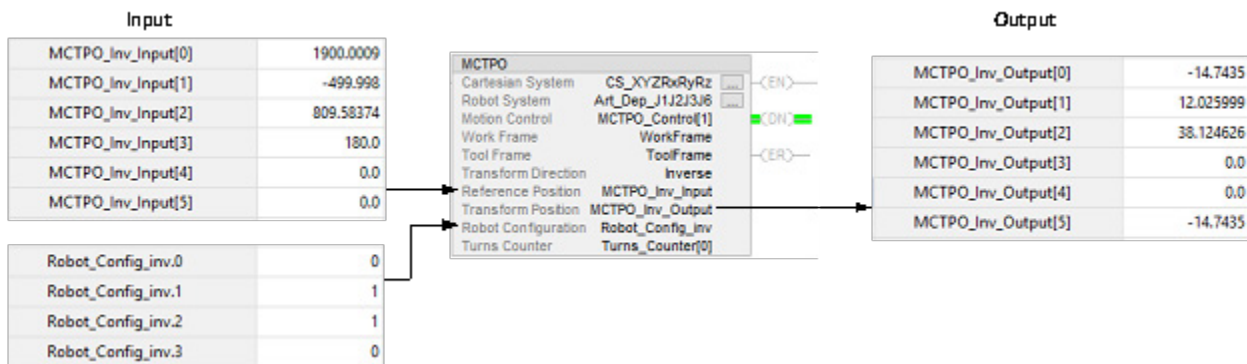 Input
MCTPO_Inv_Input[0] 1900.0009
MCTPO_Inv_Input[1] -499.998
MCTPO_Inv_Input[2] 809.58374
MCTPO_Inv_Input[3] 180.0
MCTPO_Inv_Input[4] 0.0
MCTPO_Inv_Input[5] 0.0
Robot_Config_inv.0 0
Robot_Config_inv.1 1
Robot_Config_inv.2 1
Robot_Config_inv.3 0
MCTPO
Cartesian System CS_XYZRxRyRz ... (EN)
Robot System Art_Dep_J1J2J3J6 ...
Motion Control MCTPO_Control[1] (DN)
Work Frame WorkFrame
Tool Frame ToolFrame (ER)
Transform Direction Inverse
Reference Position MCTPO_Inv_Input
Transform Position MCTPO_Inv_Output
Robot Configuration Robot_Config_inv
Turns Counter Turns_Counter[0]
Output
MCTPO_Inv_Output[0] -14.7435
MCTPO_Inv_Output[1] 12.025999
MCTPO_Inv_Output[2] 38.124626
MCTPO_Inv_Output[3] 0.0
MCTPO_Inv_Output[4] 0.0
MCTPO_Inv_Output[5] -14.7435